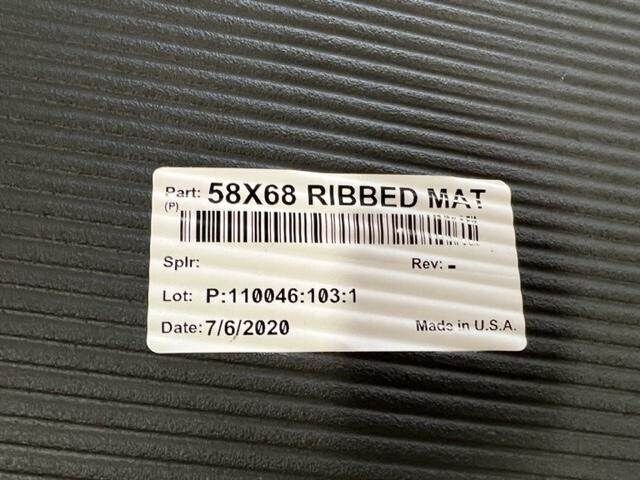 Part: 58X68 RIBBED MAT
(P)
Splr: Rev: -
Lot: P:110046:103:1
Date: 7/6/2020 Made in U.S.A.